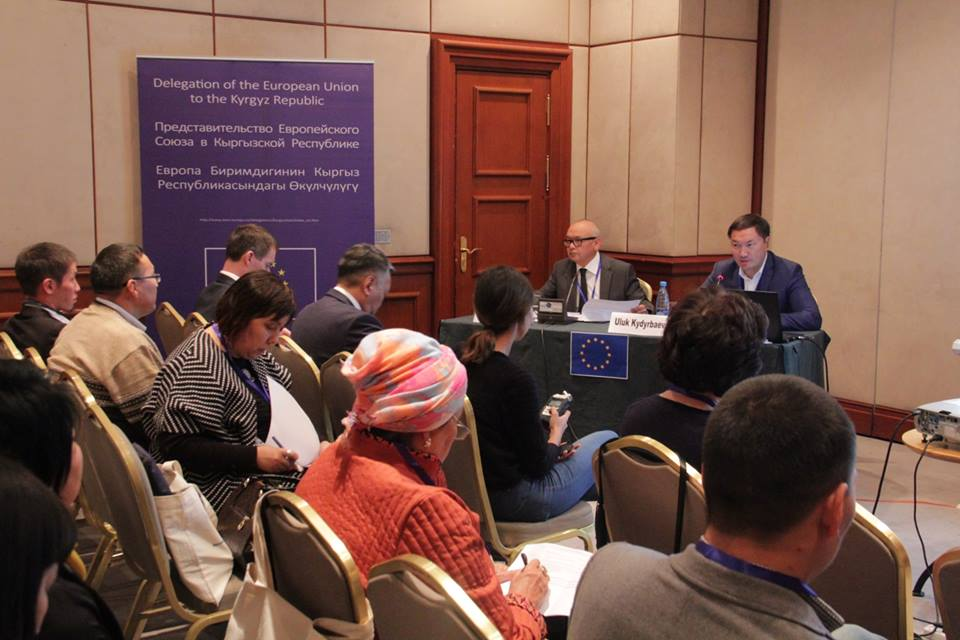 Delegation of the European Union
to the Kyrgyz Republic
Представительство Европейского
Союза в Кыргызской Республике
Европа Биримдигинин Кыргыз
Республикасындагы Өкүлчүлүгү
Uluk Kydyrbaev